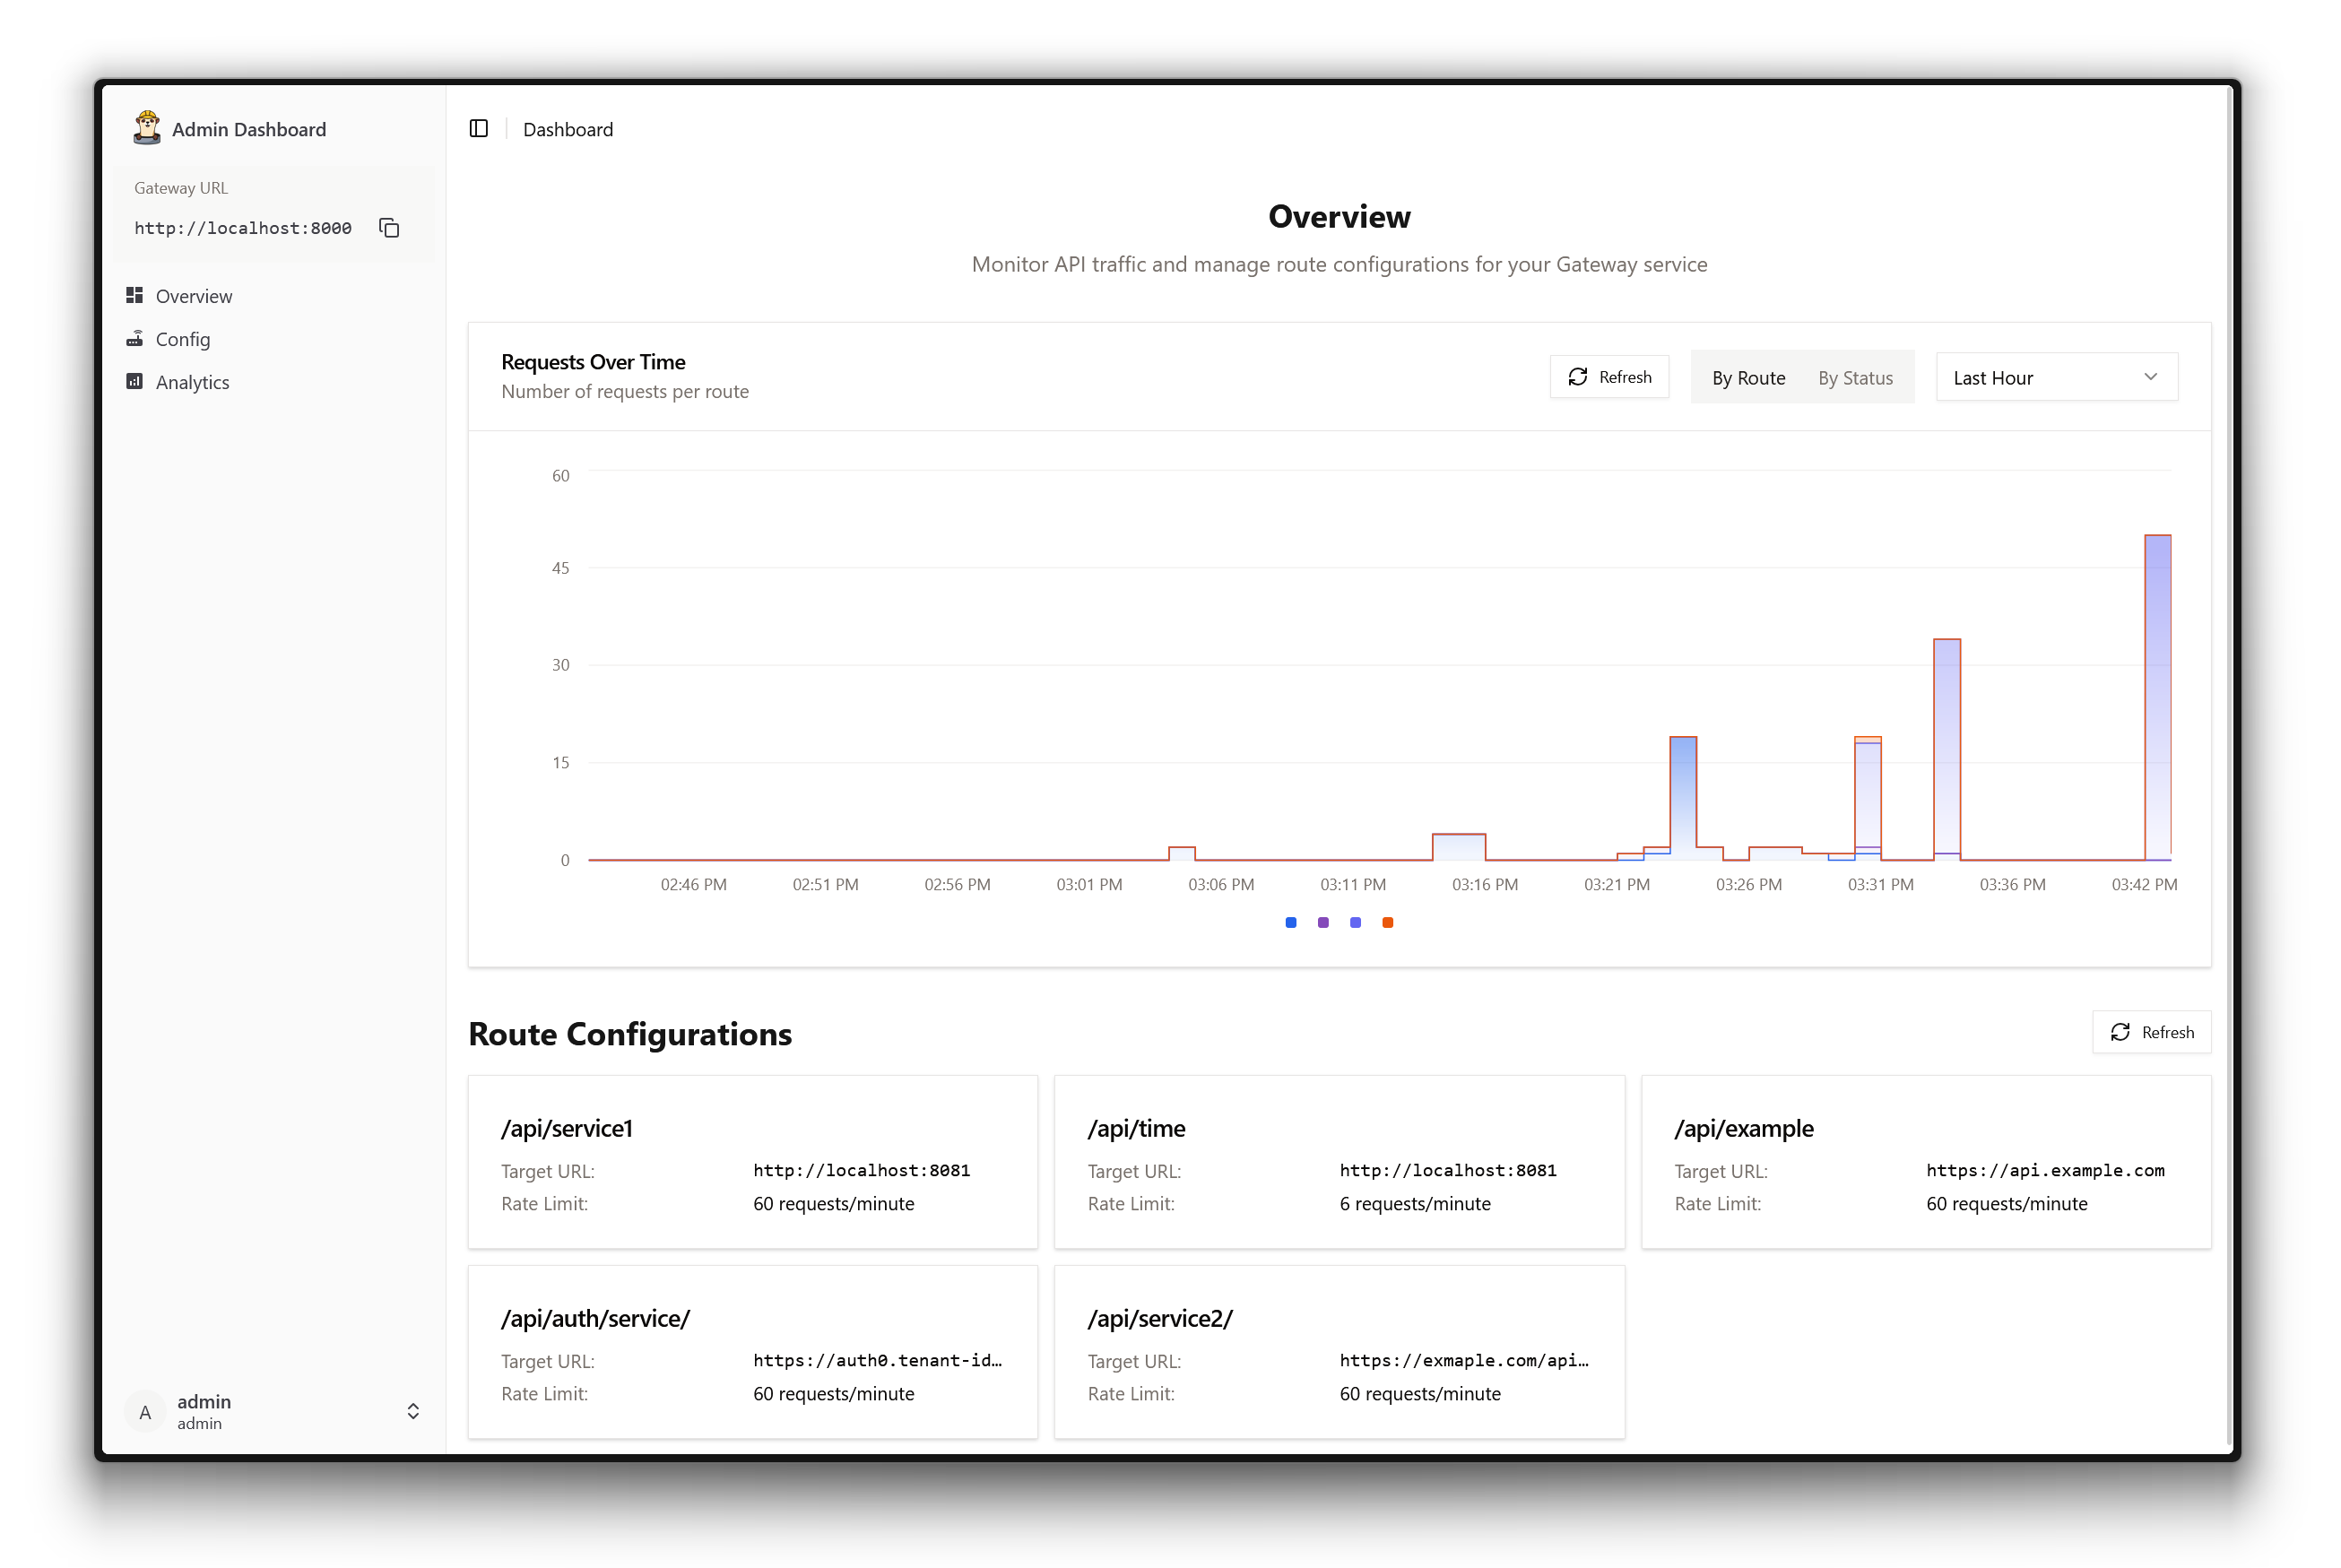 Admin Dashboard
Gateway URL
http://localhost:8000
Overview
Config
Analytics
A
admin
admin
Dashboard
Overview
Monitor API traffic and manage route configurations for your Gateway service
Requests Over Time
Number of requests per route
Refresh
By Route
By Status
Last Hour
60
45
30
15
0
02:46 PM
02:51 PM
02:56 PM
03:01 PM
03:06 PM
03:11 PM
03:16 PM
03:21 PM
03:26 PM
03:31 PM
03:36 PM
03:42 PM
Route Configurations
Refresh
/api/service1
Target URL: http://localhost:8081
Rate Limit: 60 requests/minute
/api/time
Target URL: http://localhost:8081
Rate Limit: 6 requests/minute
/api/example
Target URL: https://api.example.com
Rate Limit: 60 requests/minute
/api/auth/service/
Target URL: https://auth0.tenant-id…
Rate Limit: 60 requests/minute
/api/service2/
Target URL: https://exmaple.com/api…
Rate Limit: 60 requests/minute